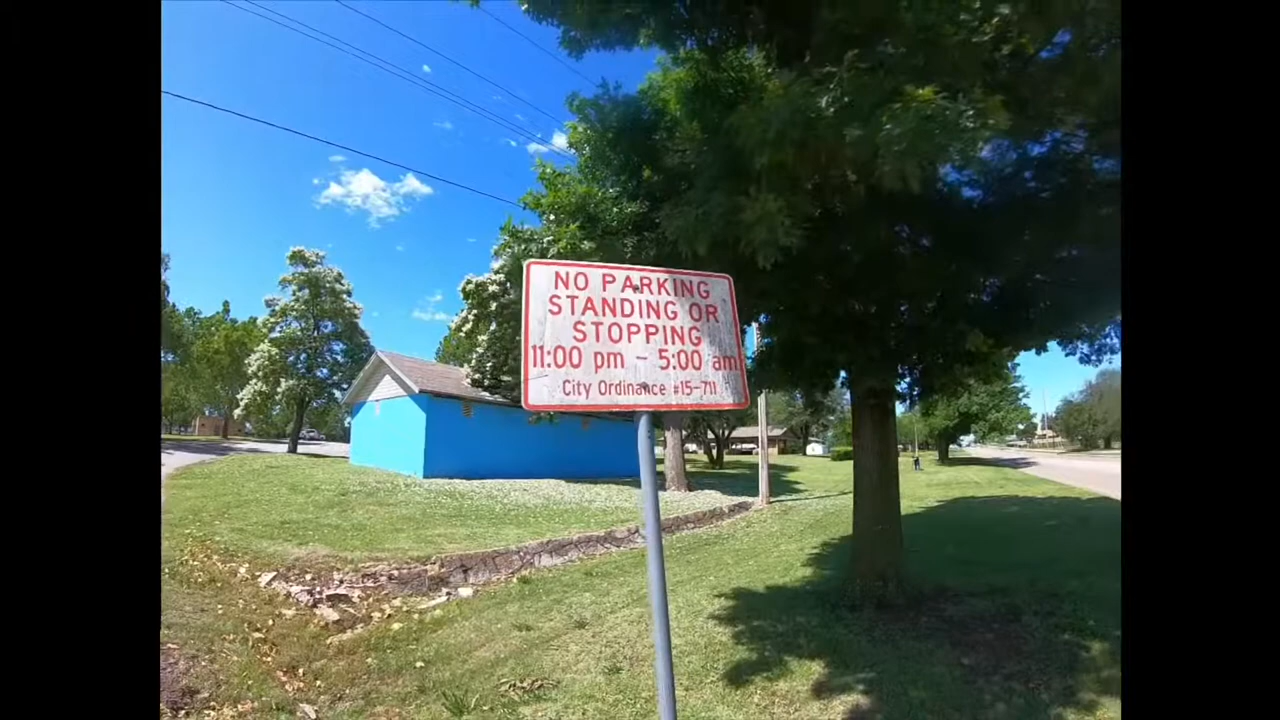 NO PARKING
STANDING OR
STOPPING
11:00 pm - 5:00 am
City Ordinance #15-711